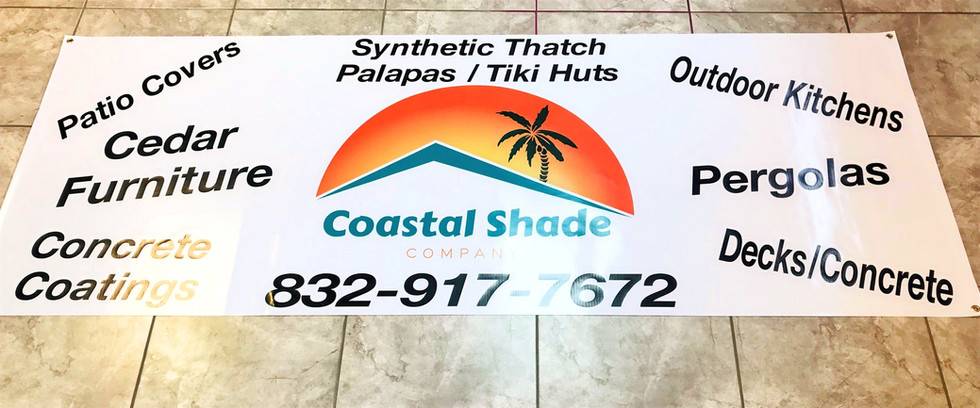 Synthetic Thatch
Palapas / Tiki Huts
Patio Covers
Cedar
Furniture
Concrete
Coatings
Coastal Shade
COMPANY
832-917-7672
Outdoor Kitchens
Pergolas
Decks/Concrete